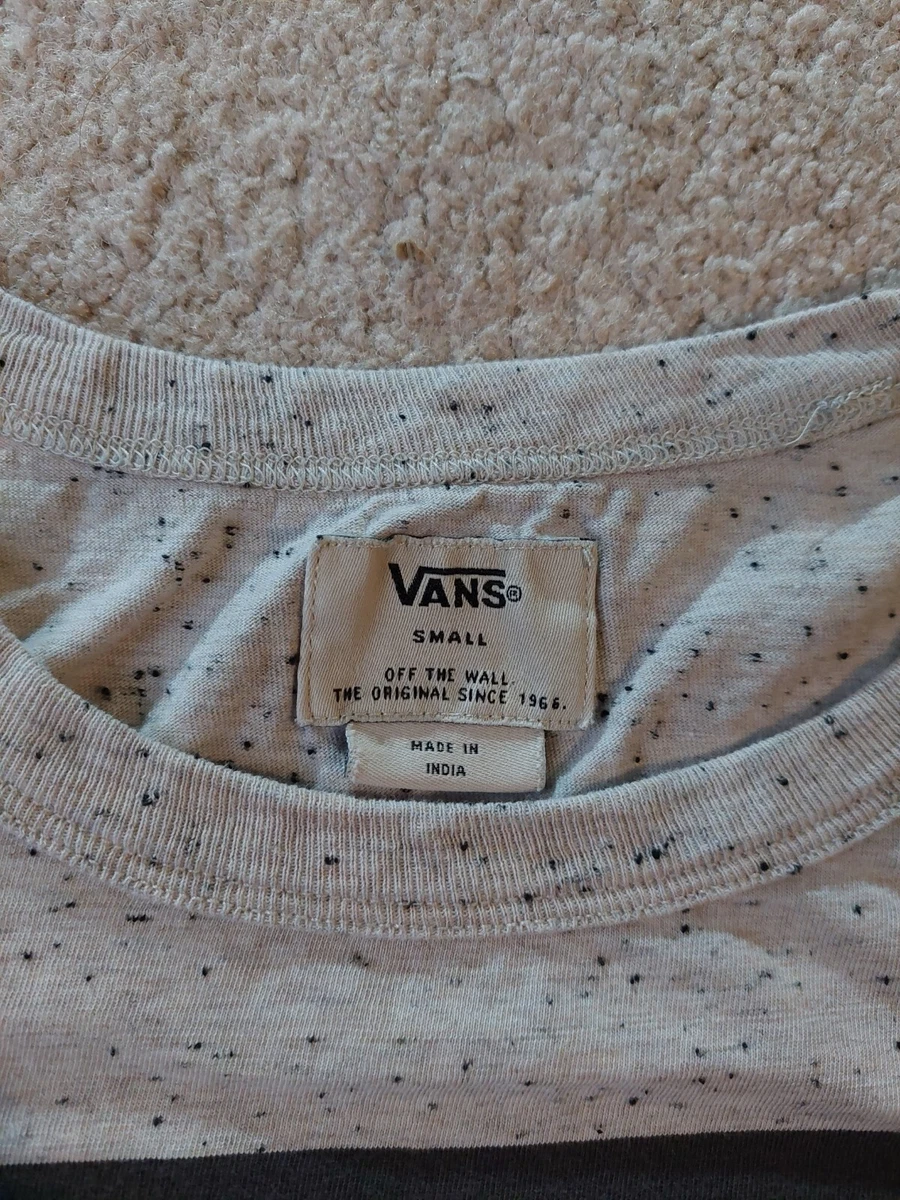 VANS®
SMALL
OFF THE WALL.
THE ORIGINAL SINCE 1966.
MADE IN
INDIA